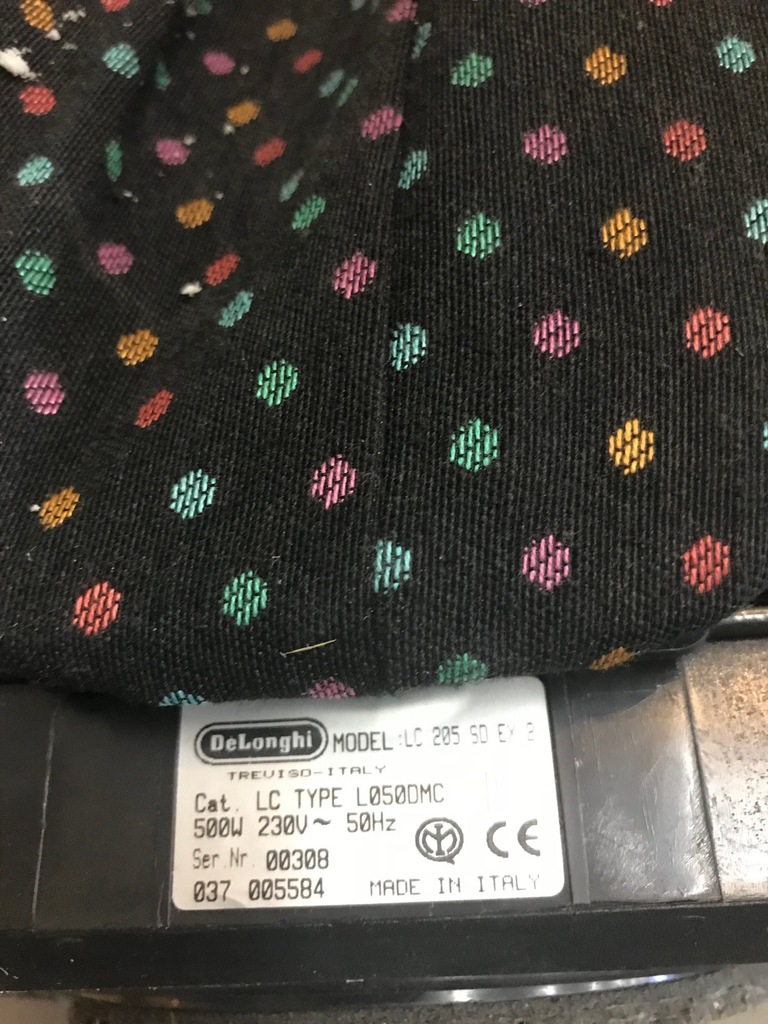 DeLonghi MODEL:LC 205 SD EX 2
TREVISO-ITALY
Cat. LC TYPE L050DMC
500W 230V~ 50Hz
CE
Ser.Nr. 00308
037 005584 MADE IN ITALY